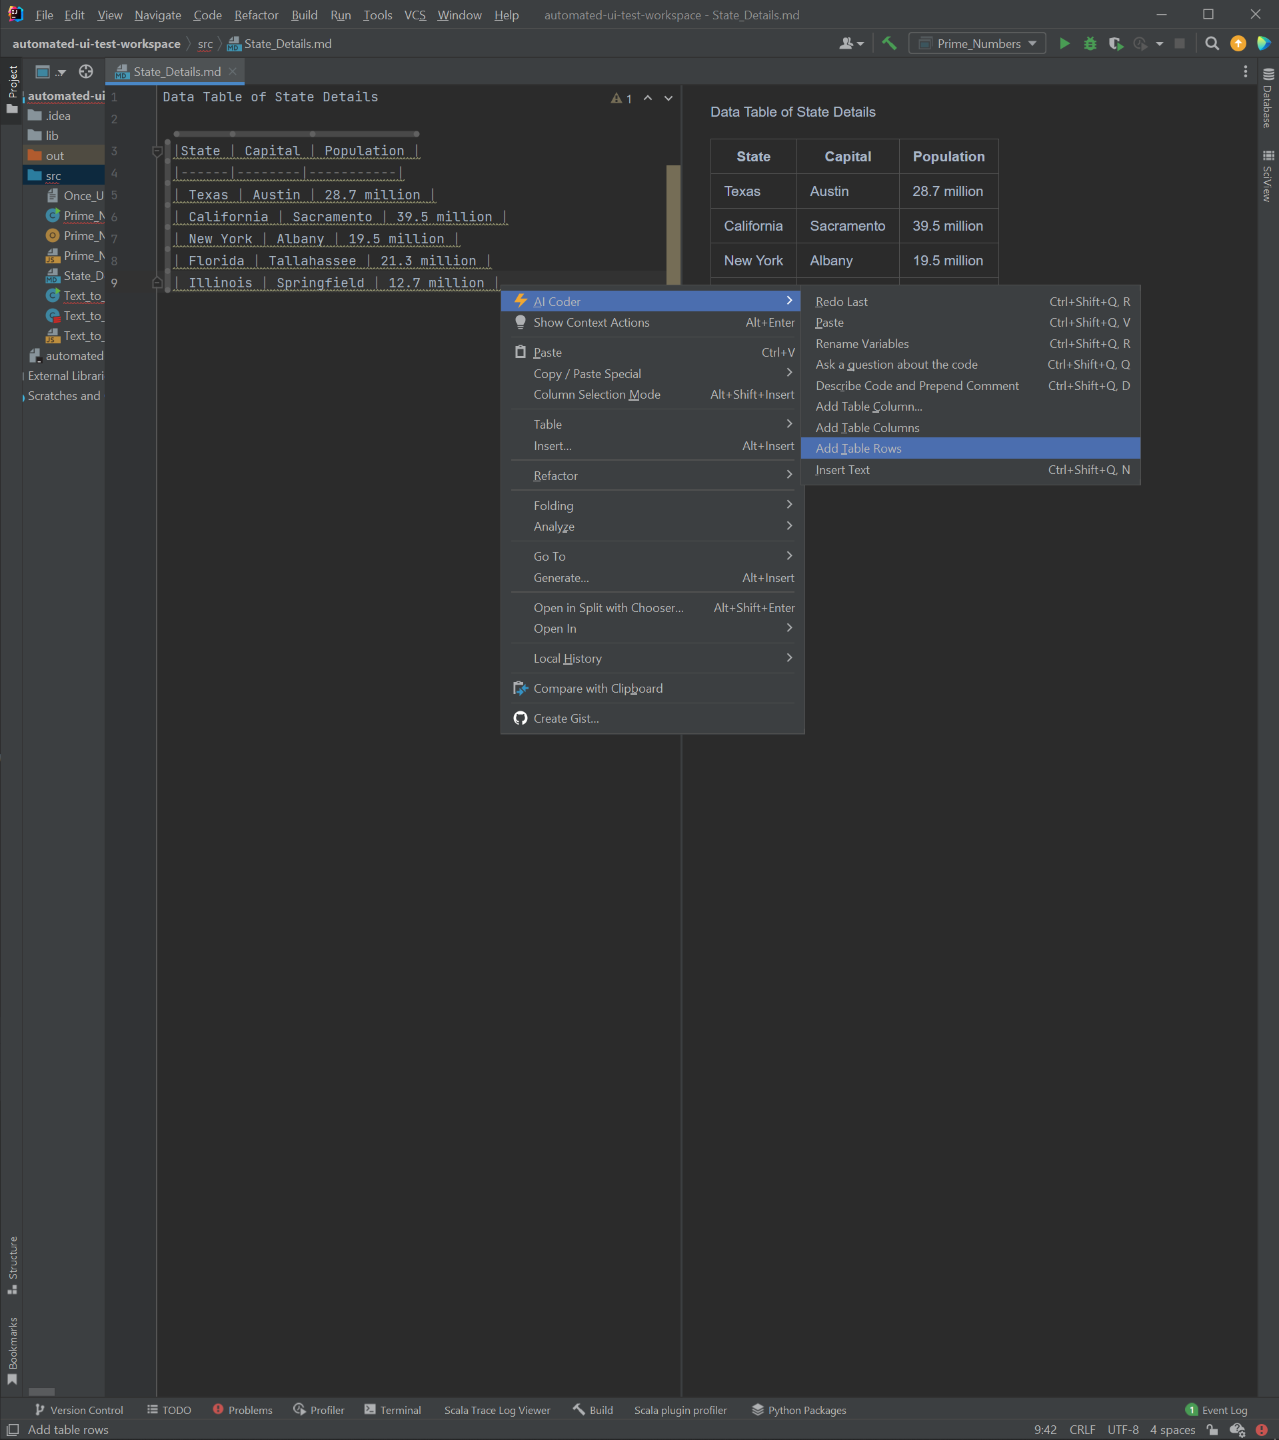 File Edit View Navigate Code Refactor Build Run Tools VCS Window Help automated-ui-test-workspace - State_Details.md
automated-ui-test-workspace src State_Details.md Prime_Numbers
Project
State_Details.md
automated-ui
.idea
lib
out
src
Once_U
Prime_N
Prime_N
Prime_N
State_D
Text_to_
Text_to_
Text_to_
automated
External Librari
Scratches and
1 Data Table of State Details
2
3 |State | Capital | Population |
4 |------|--------|-----------|
5 | Texas | Austin | 28.7 million |
6 | California | Sacramento | 39.5 million |
7 | New York | Albany | 19.5 million |
8 | Florida | Tallahassee | 21.3 million |
9 | Illinois | Springfield | 12.7 million |
1
Data Table of State Details
State Capital Population
Texas Austin 28.7 million
California Sacramento 39.5 million
New York Albany 19.5 million
Database
SciView
AI Coder
Show Context Actions Alt+Enter
Paste Ctrl+V
Copy / Paste Special
Column Selection Mode Alt+Shift+Insert
Table
Insert... Alt+Insert
Refactor
Folding
Analyze
Go To
Generate... Alt+Insert
Open in Split with Chooser... Alt+Shift+Enter
Open In
Local History
Compare with Clipboard
Create Gist...
Redo Last Ctrl+Shift+Q, R
Paste Ctrl+Shift+Q, V
Rename Variables Ctrl+Shift+Q, R
Ask a question about the code Ctrl+Shift+Q, Q
Describe Code and Prepend Comment Ctrl+Shift+Q, D
Add Table Column...
Add Table Columns
Add Table Rows
Insert Text Ctrl+Shift+Q, N
Structure
Bookmarks
Version Control TODO Problems Profiler Terminal Scala Trace Log Viewer Build Scala plugin profiler Python Packages 1 Event Log
Add table rows 9:42 CRLF UTF-8 4 spaces